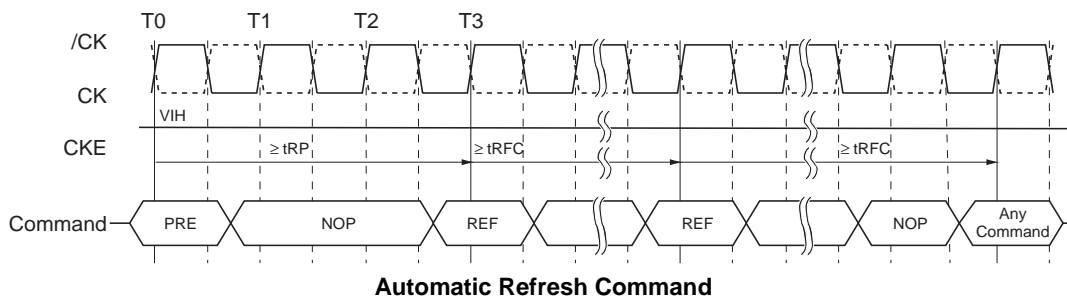 T0 T1 T2 T3
/CK
CK
VIH
CKE
≥ tRP ≥ tRFC ≥ tRFC
Command PRE NOP REF REF NOP Any Command
Automatic Refresh Command